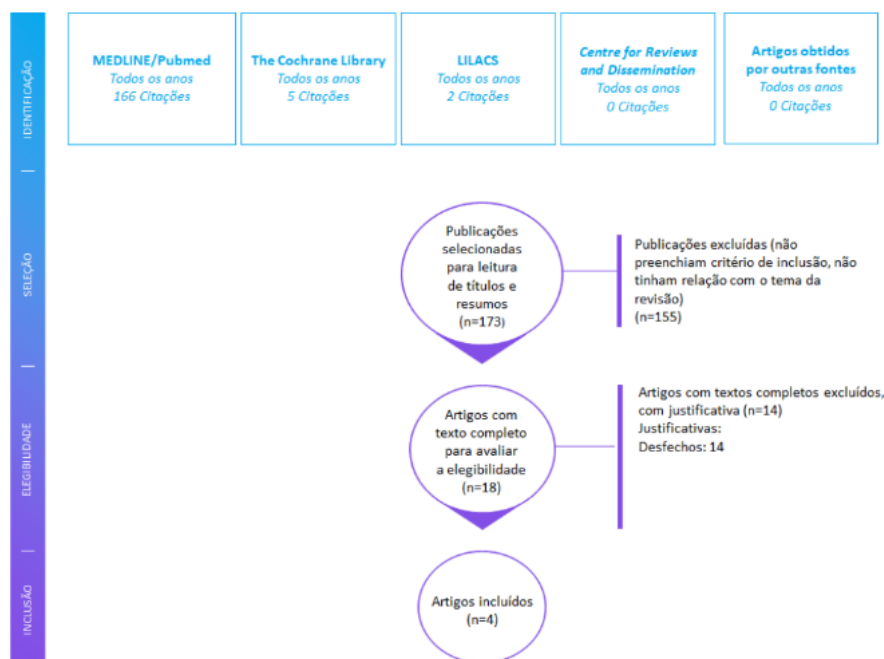 IDENTIFICAÇÃO
MEDLINE/Pubmed
Todos os anos
166 Citações
The Cochrane Library
Todos os anos
5 Citações
LILACS
Todos os anos
2 Citações
Centre for Reviews
and Dissemination
Todos os anos
0 Citações
Artigos obtidos
por outras fontes
Todos os anos
0 Citações
SELEÇÃO
Publicações
selecionadas
para leitura
de títulos e
resumos
(n=173)
Publicações excluídas (não
preenchiam critério de inclusão, não
tinham relação com o tema da
revisão)
(n=155)
ELEGIBILIDADE
Artigos com
texto completo
para avaliar
a elegibilidade
(n=18)
Artigos com textos completos excluídos,
com justificativa (n=14)
Justificativas:
Desfechos: 14
INCLUSÃO
Artigos incluídos
(n=4)